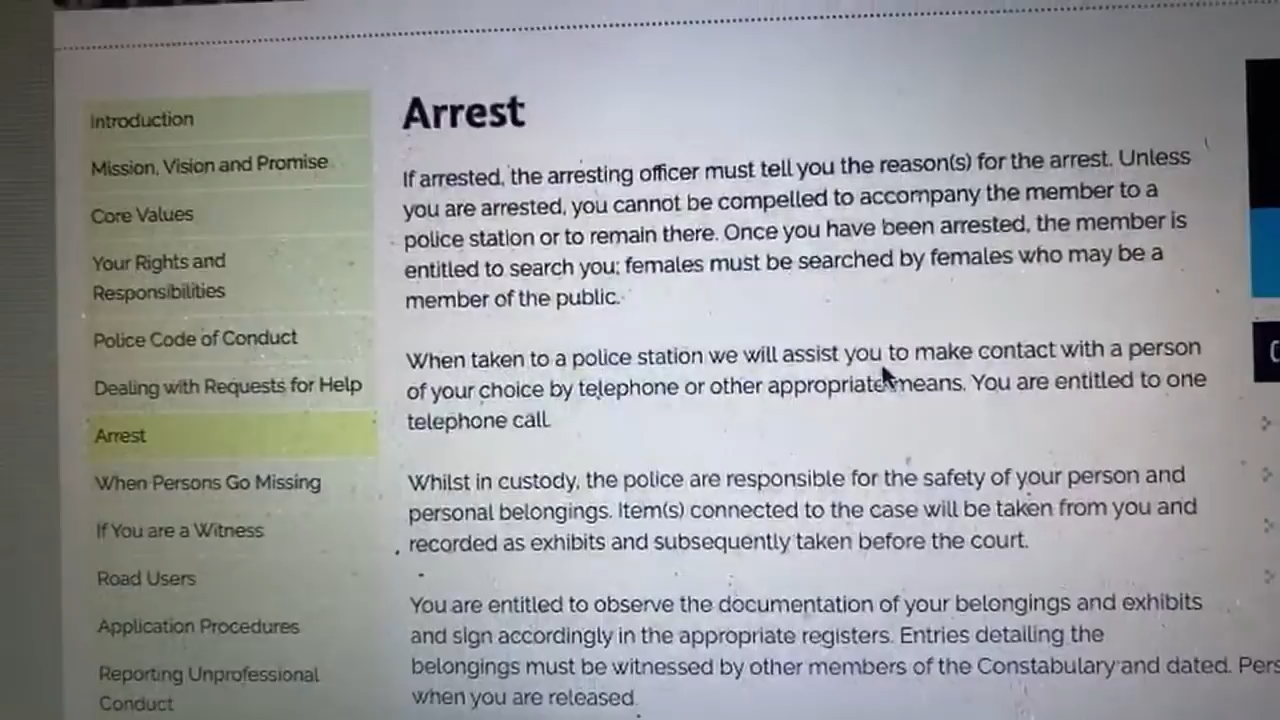 Introduction
Mission, Vision and Promise
Core Values
Your Rights and
Responsibilities
Police Code of Conduct
Dealing with Requests for Help
Arrest
When Persons Go Missing
If You are a Witness
Road Users
Application Procedures
Reporting Unprofessional
Conduct
Arrest
If arrested, the arresting officer must tell you the reason(s) for the arrest. Unless
you are arrested, you cannot be compelled to accompany the member to a
police station or to remain there. Once you have been arrested, the member is
entitled to search you; females must be searched by females who may be a
member of the public.
When taken to a police station we will assist you to make contact with a person
of your choice by telephone or other appropriate means. You are entitled to one
telephone call.
Whilst in custody, the police are responsible for the safety of your person and
personal belongings. Item(s) connected to the case will be taken from you and
recorded as exhibits and subsequently taken before the court.
You are entitled to observe the documentation of your belongings and exhibits
and sign accordingly in the appropriate registers. Entries detailing the
belongings must be witnessed by other members of the Constabulary and dated. Pers
when you are released.